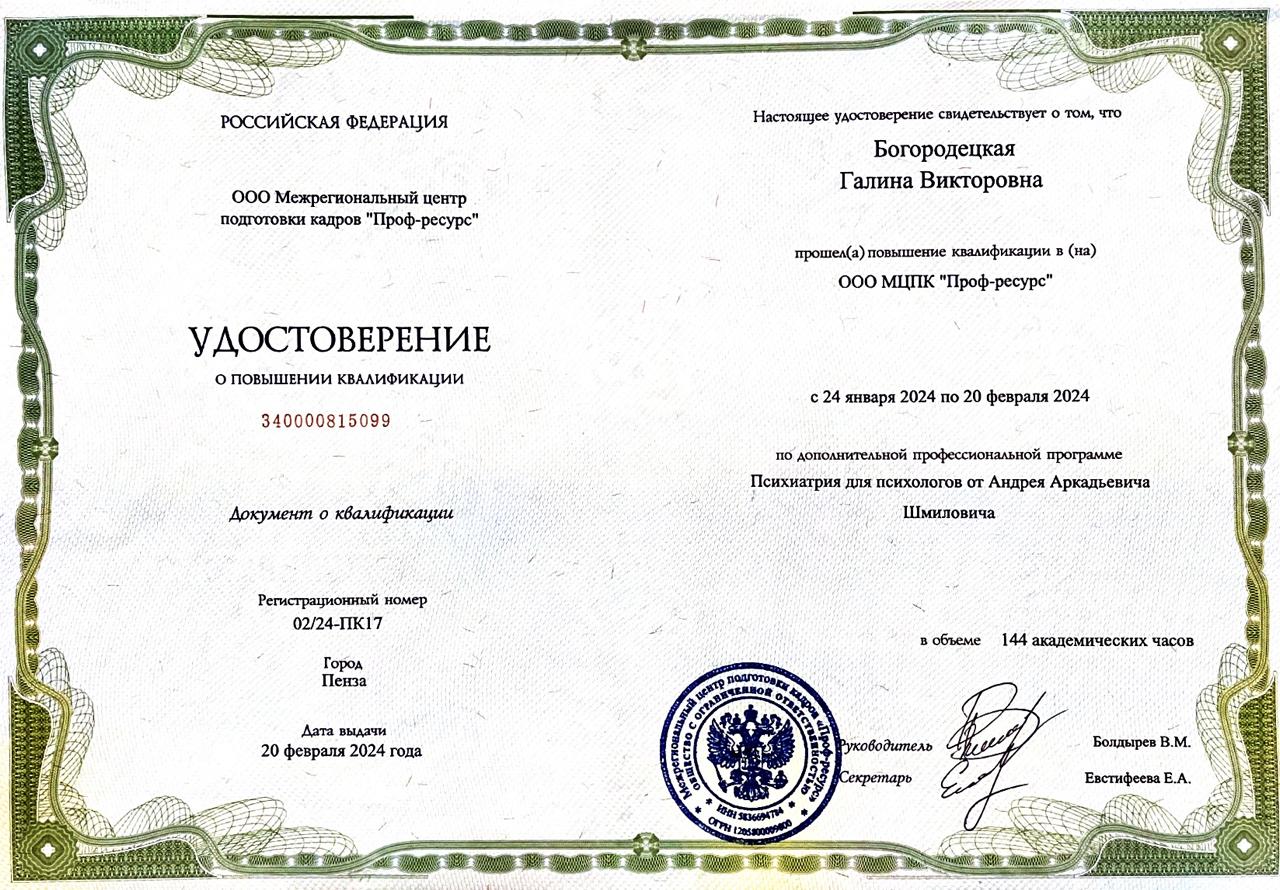 РОССИЙСКАЯ ФЕДЕРАЦИЯ
ООО Межрегиональный центр
подготовки кадров "Проф-ресурс"
УДОСТОВЕРЕНИЕ
О ПОВЫШЕНИИ КВАЛИФИКАЦИИ
340000815099
Документ о квалификации
Регистрационный номер
02/24-ПК17
Город
Пенза
Дата выдачи
20 февраля 2024 года
Настоящее удостоверение свидетельствует о том, что
Богородецкая
Галина Викторовна
прошел(а) повышение квалификации в (на)
ООО МЦПК "Проф-ресурс"
с 24 января 2024 по 20 февраля 2024
по дополнительной профессиональной программе
Психиатрия для психологов от Андрея Аркадьевича
Шмиловича
в объеме 144 академических часов
Руководитель Болдырев В.М.
Секретарь Евстифеева Е.А.
Межрегиональный центр подготовки кадров «Проф-ресурс»
ОБЩЕСТВО С ОГРАНИЧЕННОЙ ОТВЕТСТВЕННОСТЬЮ
ИНН 5836694704
ОГРН